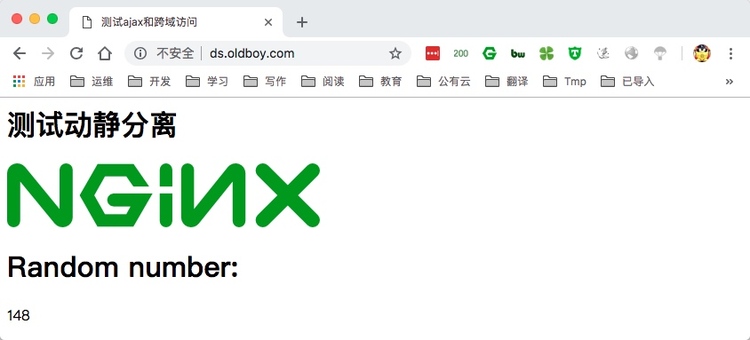 测试ajax和跨域访问
不安全 | ds.oldboy.com
200
bw
应用 运维 开发 学习 写作 阅读 教育 公有云 翻译 Tmp 已导入 »
测试动静分离
NGiNX
Random number:
148